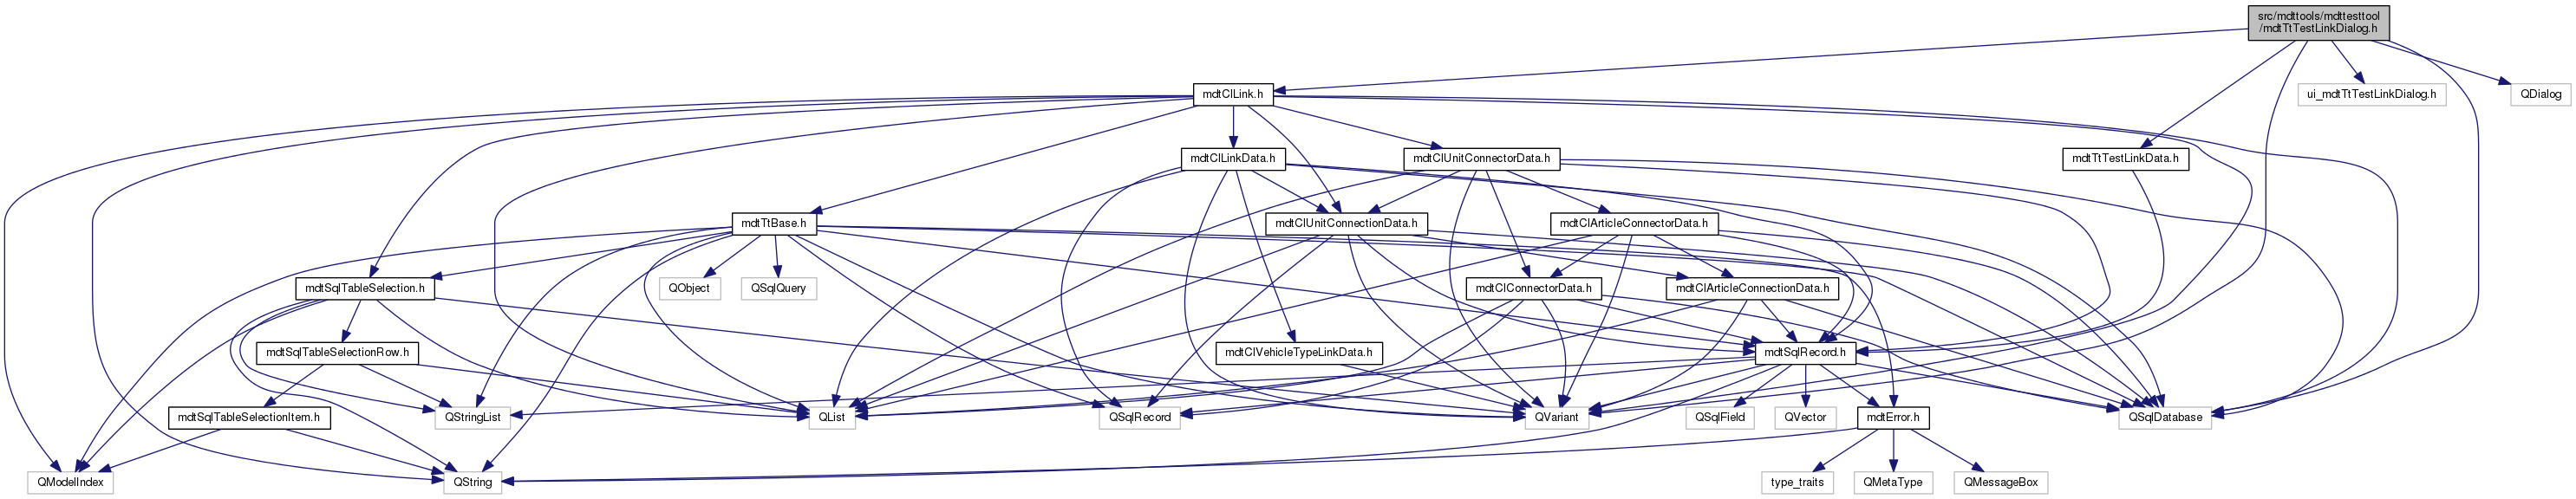 src/mdttools/mdttesttool
/mdtTtTestLinkDialog.h
mdtClLink.h
ui_mdtTtTestLinkDialog.h
QDialog
mdtClLinkData.h
mdtClUnitConnectorData.h
mdtTtTestLinkData.h
mdtTtBase.h
mdtClUnitConnectionData.h
mdtClArticleConnectorData.h
mdtSqlTableSelection.h
QObject
QSqlQuery
mdtClConnectorData.h
mdtClArticleConnectionData.h
mdtSqlTableSelectionRow.h
mdtClVehicleTypeLinkData.h
mdtSqlRecord.h
mdtSqlTableSelectionItem.h
QStringList
QList
QSqlRecord
QVariant
QSqlField
QVector
mdtError.h
QSqlDatabase
QModelIndex
QString
type_traits
QMetaType
QMessageBox